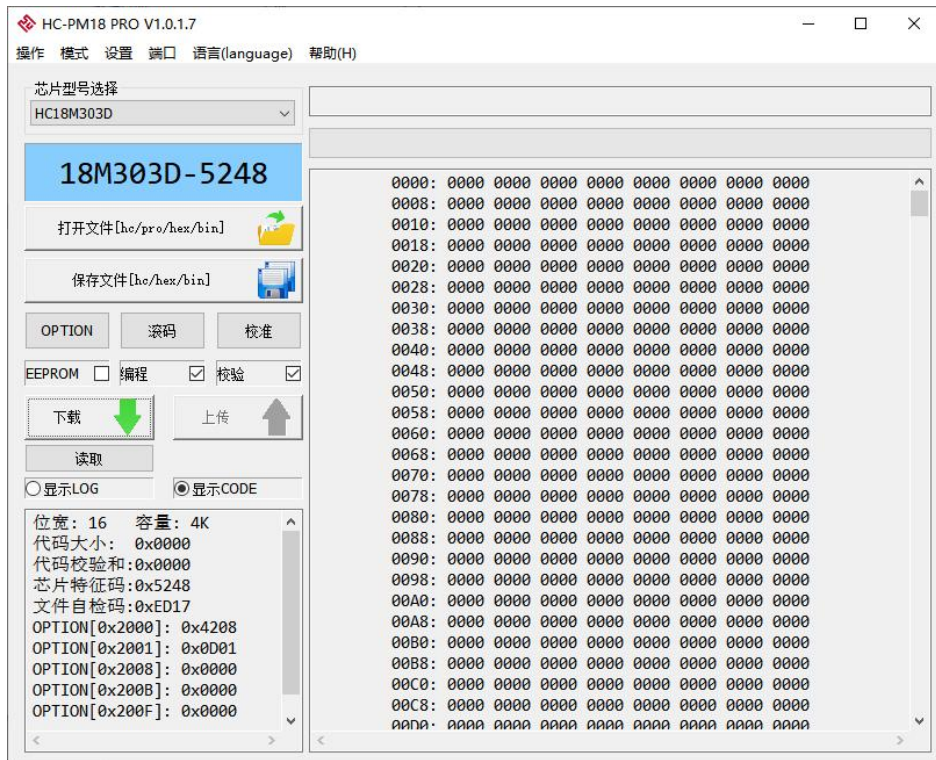 HC-PM18 PRO V1.0.1.7
操作 模式 设置 端口 语言(language) 帮助(H)
芯片型号选择
HC18M303D
18M303D-5248
打开文件[hc/pro/hex/bin]
保存文件[hc/hex/bin]
OPTION 滚码 校准
EEPROM 编程 校验
下载 上传
读取
显示LOG 显示CODE
位宽: 16 容量: 4K
代码大小: 0x0000
代码校验和:0x0000
芯片特征码:0x5248
文件自检码:0xED17
OPTION[0x2000]: 0x4208
OPTION[0x2001]: 0x0D01
OPTION[0x2008]: 0x0000
OPTION[0x200B]: 0x0000
OPTION[0x200F]: 0x0000
0000: 0000 0000 0000 0000 0000 0000 0000 0000
0008: 0000 0000 0000 0000 0000 0000 0000 0000
0010: 0000 0000 0000 0000 0000 0000 0000 0000
0018: 0000 0000 0000 0000 0000 0000 0000 0000
0020: 0000 0000 0000 0000 0000 0000 0000 0000
0028: 0000 0000 0000 0000 0000 0000 0000 0000
0030: 0000 0000 0000 0000 0000 0000 0000 0000
0038: 0000 0000 0000 0000 0000 0000 0000 0000
0040: 0000 0000 0000 0000 0000 0000 0000 0000
0048: 0000 0000 0000 0000 0000 0000 0000 0000
0050: 0000 0000 0000 0000 0000 0000 0000 0000
0058: 0000 0000 0000 0000 0000 0000 0000 0000
0060: 0000 0000 0000 0000 0000 0000 0000 0000
0068: 0000 0000 0000 0000 0000 0000 0000 0000
0070: 0000 0000 0000 0000 0000 0000 0000 0000
0078: 0000 0000 0000 0000 0000 0000 0000 0000
0080: 0000 0000 0000 0000 0000 0000 0000 0000
0088: 0000 0000 0000 0000 0000 0000 0000 0000
0090: 0000 0000 0000 0000 0000 0000 0000 0000
0098: 0000 0000 0000 0000 0000 0000 0000 0000
00A0: 0000 0000 0000 0000 0000 0000 0000 0000
00A8: 0000 0000 0000 0000 0000 0000 0000 0000
00B0: 0000 0000 0000 0000 0000 0000 0000 0000
00B8: 0000 0000 0000 0000 0000 0000 0000 0000
00C0: 0000 0000 0000 0000 0000 0000 0000 0000
00C8: 0000 0000 0000 0000 0000 0000 0000 0000
00D0: 0000 0000 0000 0000 0000 0000 0000 0000